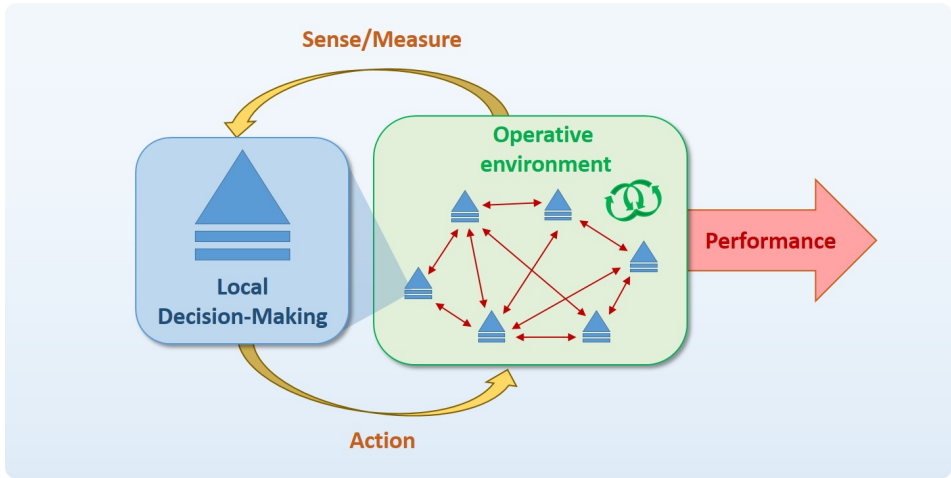 Sense/Measure
Operative
environment
Performance
Local
Decision-Making
Action